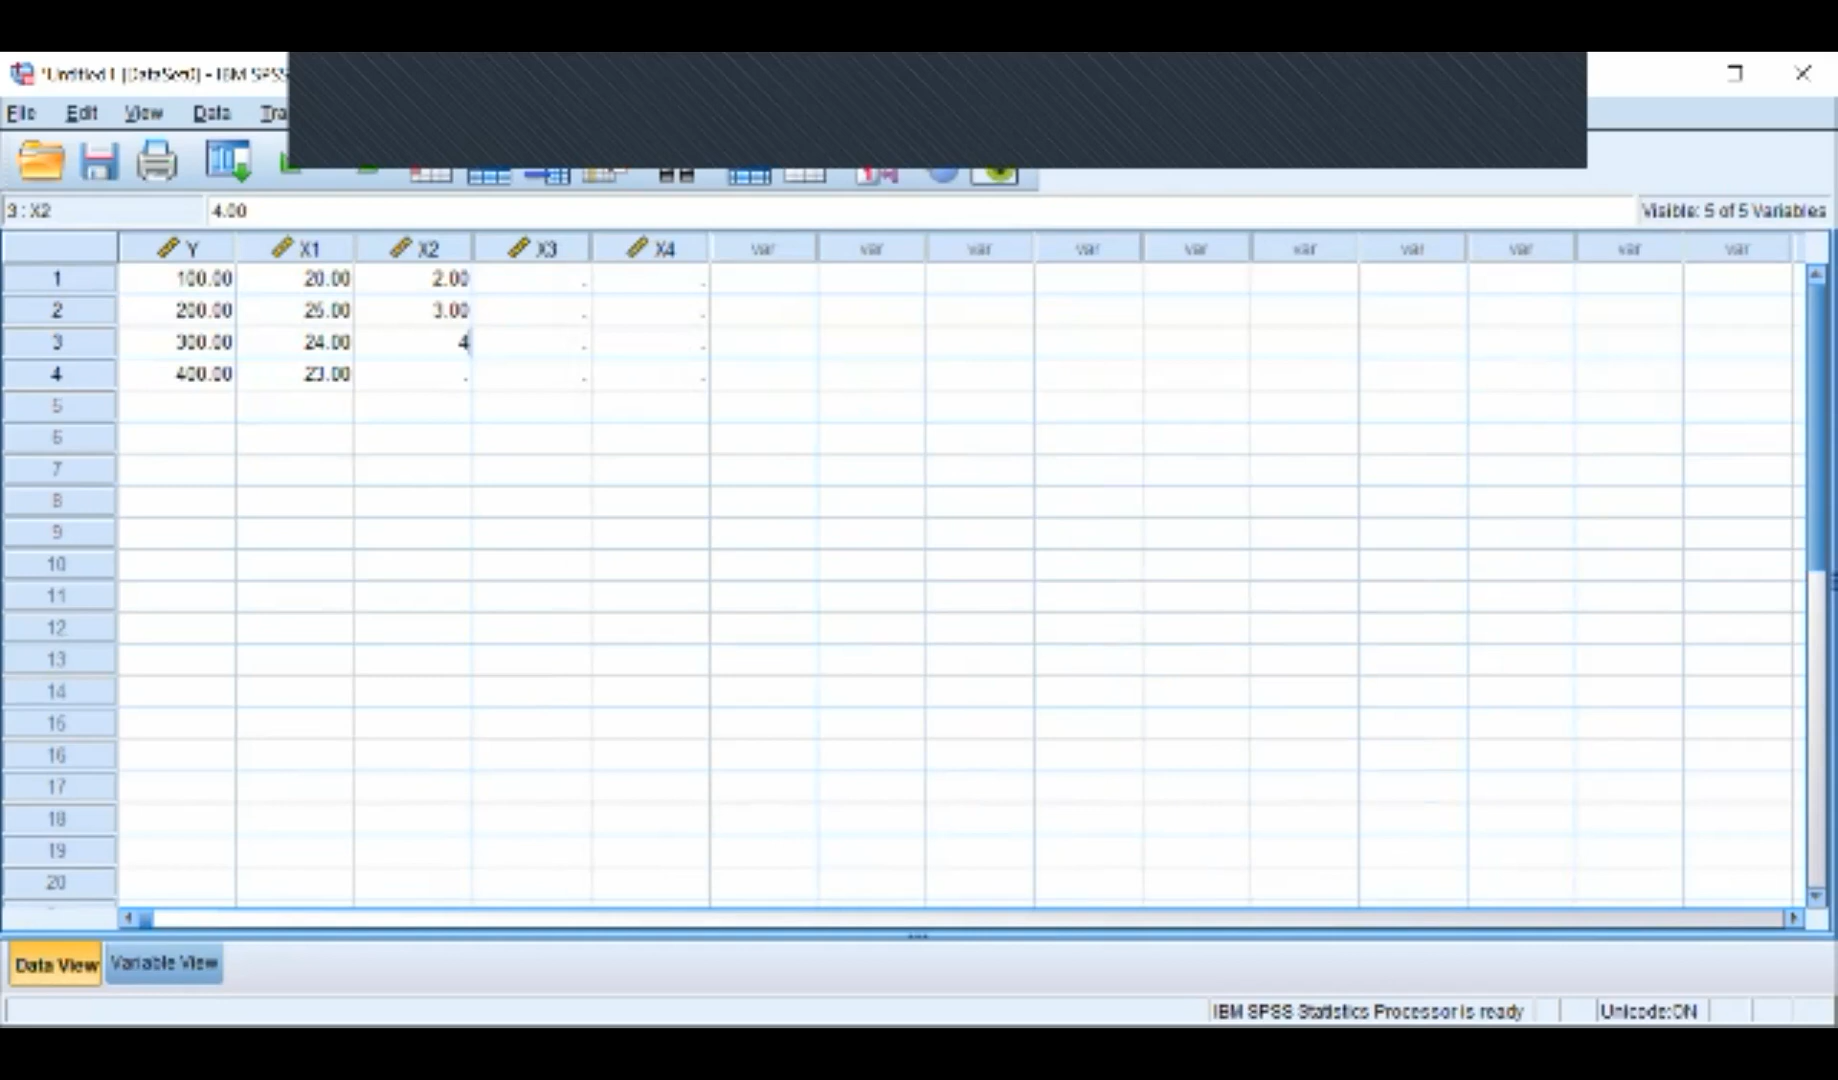 *Untitled1 [DataSet0] - IBM SPSS
File Edit View Data Tra
3 : X2 4.00 Visible: 5 of 5 Variables
Y X1 X2 X3 X4 var var var var var var var var var var
1 100.00 20.00 2.00 . .
2 200.00 25.00 3.00 . .
3 300.00 24.00 4 . .
4 400.00 23.00 . . .
5
6
7
8
9
10
11
12
13
14
15
16
17
18
19
20
Data View Variable View
IBM SPSS Statistics Processor is ready Unicode:ON